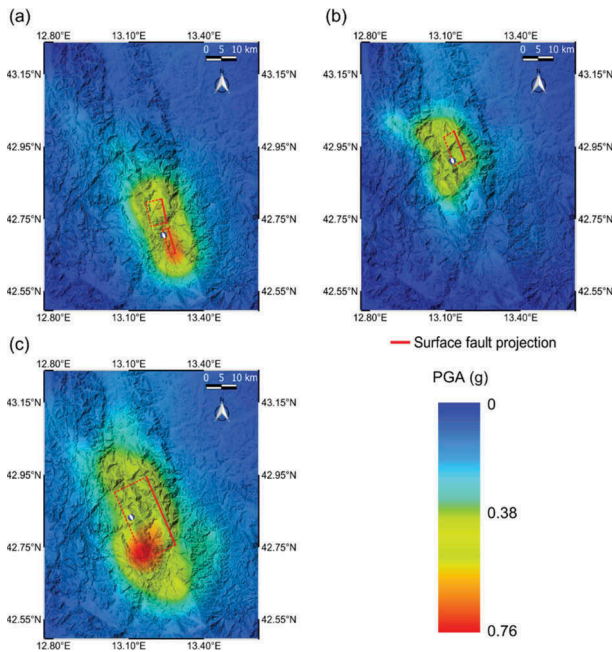 (a)
12.80°E 13.10°E 13.40°E
0 5 10 km
43.15°N 43.15°N
42.95°N 42.95°N
42.75°N 42.75°N
42.55°N 42.55°N
12.80°E 13.10°E 13.40°E
(b)
12.80°E 13.10°E 13.40°E
0 5 10 km
43.15°N 43.15°N
42.95°N 42.95°N
42.75°N 42.75°N
42.55°N 42.55°N
12.80°E 13.10°E 13.40°E
(c)
12.80°E 13.10°E 13.40°E
0 5 10 km
43.15°N 43.15°N
42.95°N 42.95°N
42.75°N 42.75°N
42.55°N 42.55°N
12.80°E 13.10°E 13.40°E
Surface fault projection
PGA (g)
0
0.38
0.76